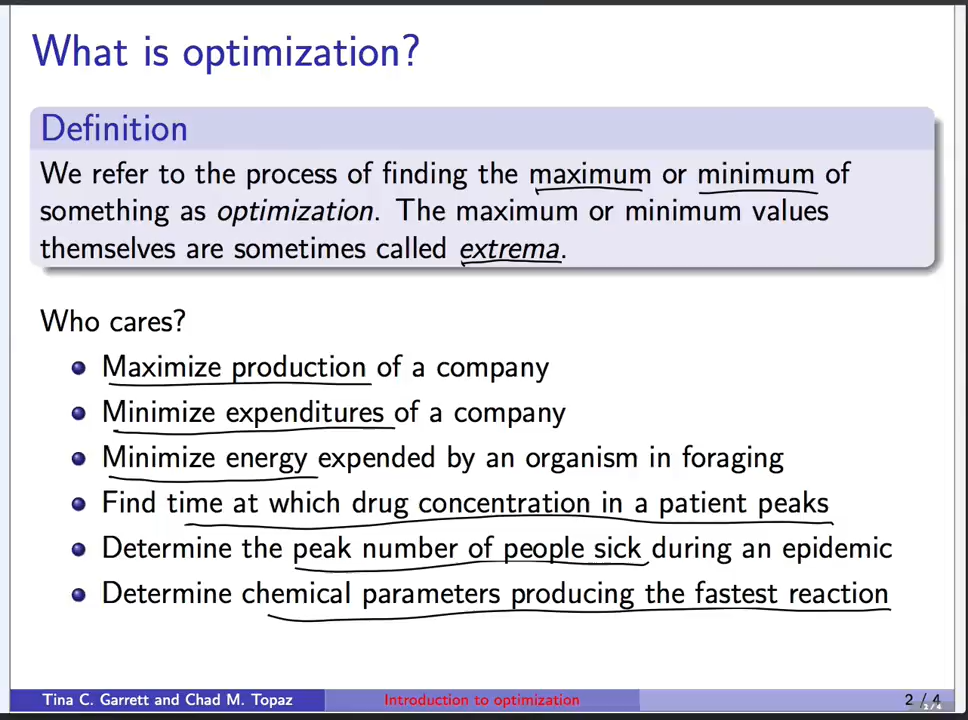 What is optimization?
Definition
We refer to the process of finding the maximum or minimum of
something as optimization. The maximum or minimum values
themselves are sometimes called extrema.
Who cares?
Maximize production of a company
Minimize expenditures of a company
Minimize energy expended by an organism in foraging
Find time at which drug concentration in a patient peaks
Determine the peak number of people sick during an epidemic
Determine chemical parameters producing the fastest reaction
Tina C. Garrett and Chad M. Topaz
Introduction to optimization
2 / 4
2 / 4